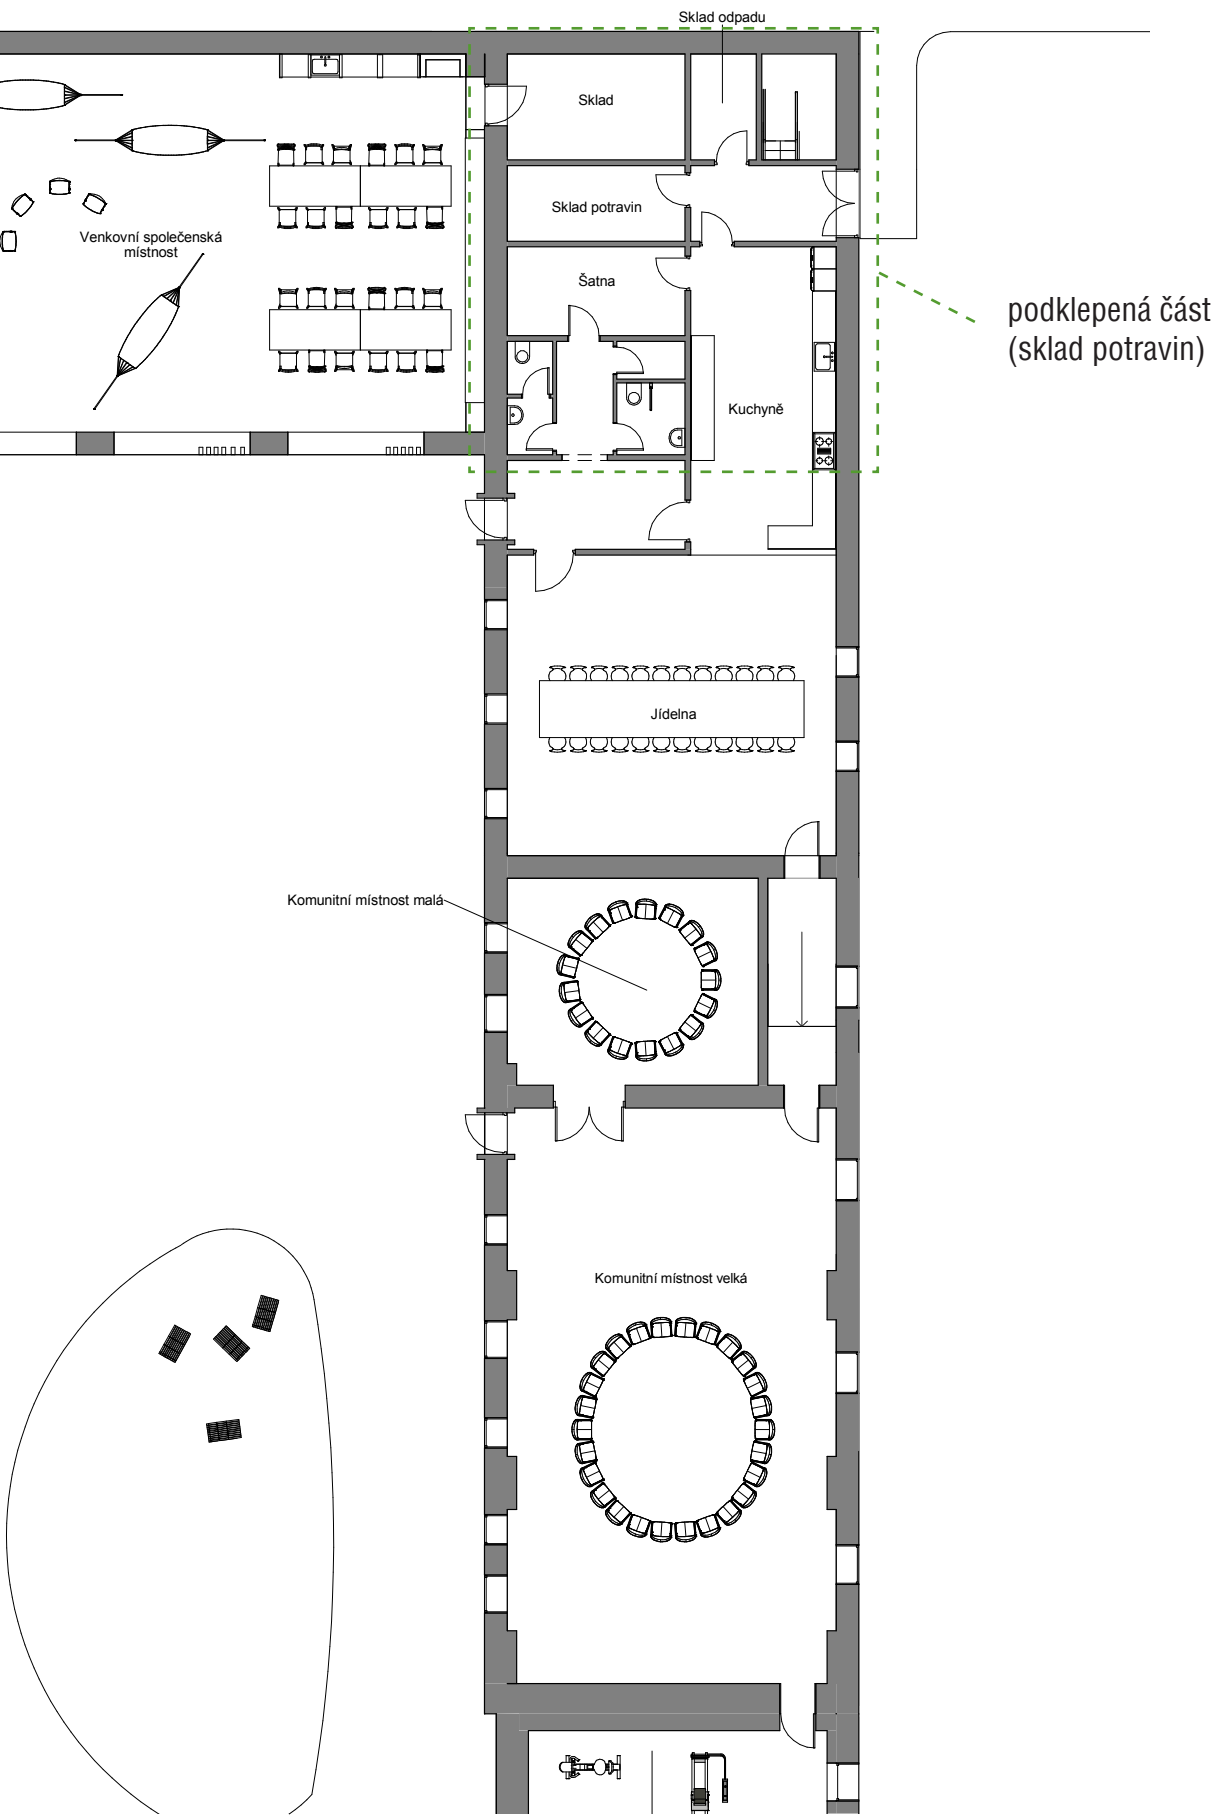 Sklad odpadu
Sklad
Sklad potravin
Venkovní společenská
místnost
Šatna
podklepená část
(sklad potravin)
Kuchyně
Jídelna
Komunitní místnost malá
Komunitní místnost velká